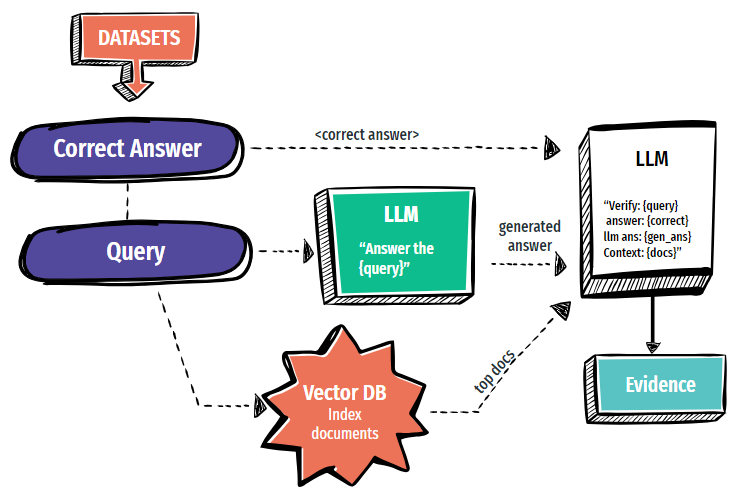 DATASETS
Correct Answer
<correct answer>
LLM
“Verify: {query}
answer: {correct}
llm ans: {gen_ans}
Context: {docs}”
Query
LLM
“Answer the
{query}”
generated
answer
Vector DB
Index
documents
top docs
Evidence